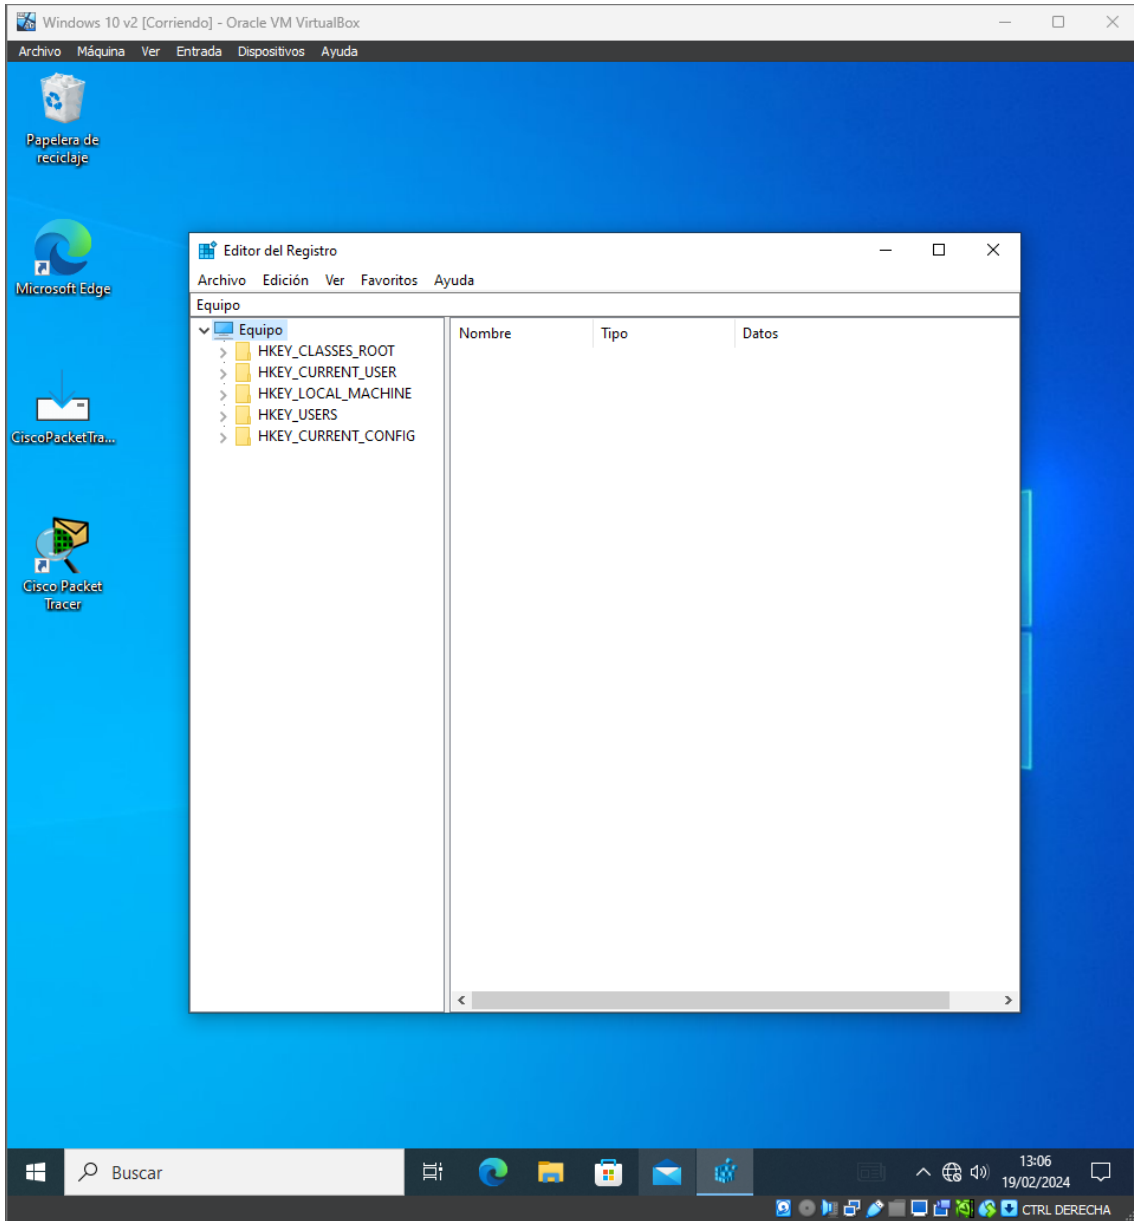 Windows 10 v2 [Corriendo] - Oracle VM VirtualBox
Archivo Máquina Ver Entrada Dispositivos Ayuda
Papelera de
reciclaje
Microsoft Edge
CiscoPacketTra...
Cisco Packet
Tracer
Editor del Registro
Archivo Edición Ver Favoritos Ayuda
Equipo
Equipo
HKEY_CLASSES_ROOT
HKEY_CURRENT_USER
HKEY_LOCAL_MACHINE
HKEY_USERS
HKEY_CURRENT_CONFIG
Nombre Tipo Datos
Buscar
13:06
19/02/2024
CTRL DERECHA